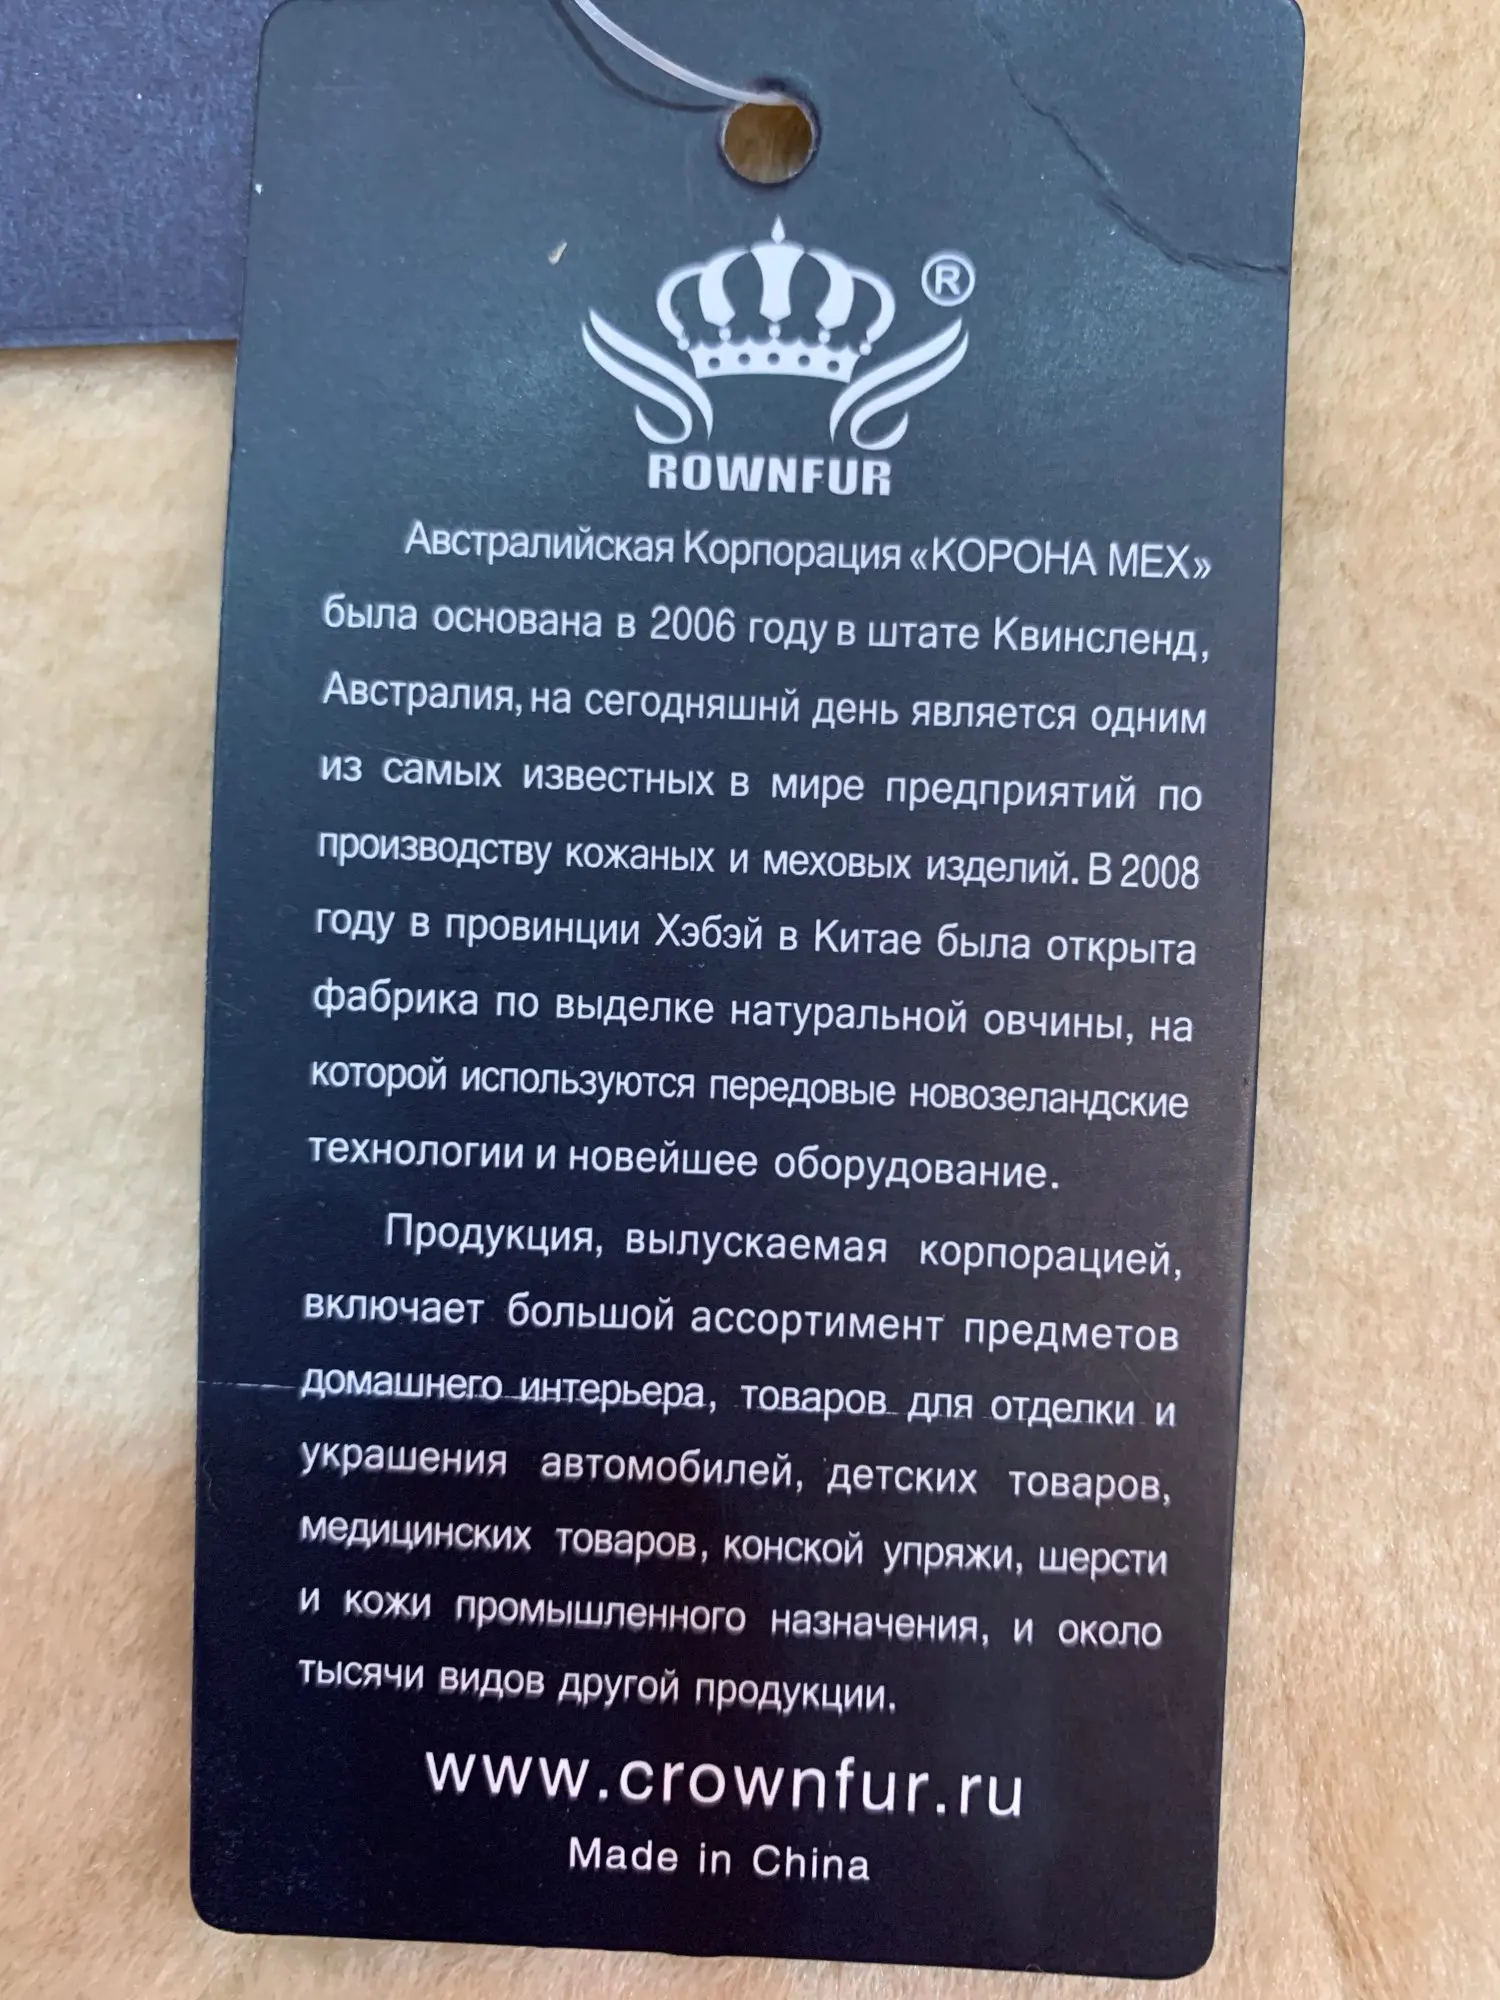 ®
ROWNFUR
Австралийская Корпорация «КОРОНА МЕХ»
была основана в 2006 году в штате Квинсленд,
Австралия, на сегодняшнй день является одним
из самых известных в мире предприятий по
производству кожаных и меховых изделий. В 2008
году в провинции Хэбэй в Китае была открыта
фабрика по выделке натуральной овчины, на
которой используются передовые новозеландские
технологии и новейшее оборудование.
Продукция, вылускаемая корпорацией,
включает большой ассортимент предметов
домашнего интерьера, товаров для отделки и
украшения автомобилей, детских товаров,
медицинских товаров, конской упряжи, шерсти
и кожи промышленного назначения, и около
тысячи видов другой продукции.
www.crownfur.ru
Made in China